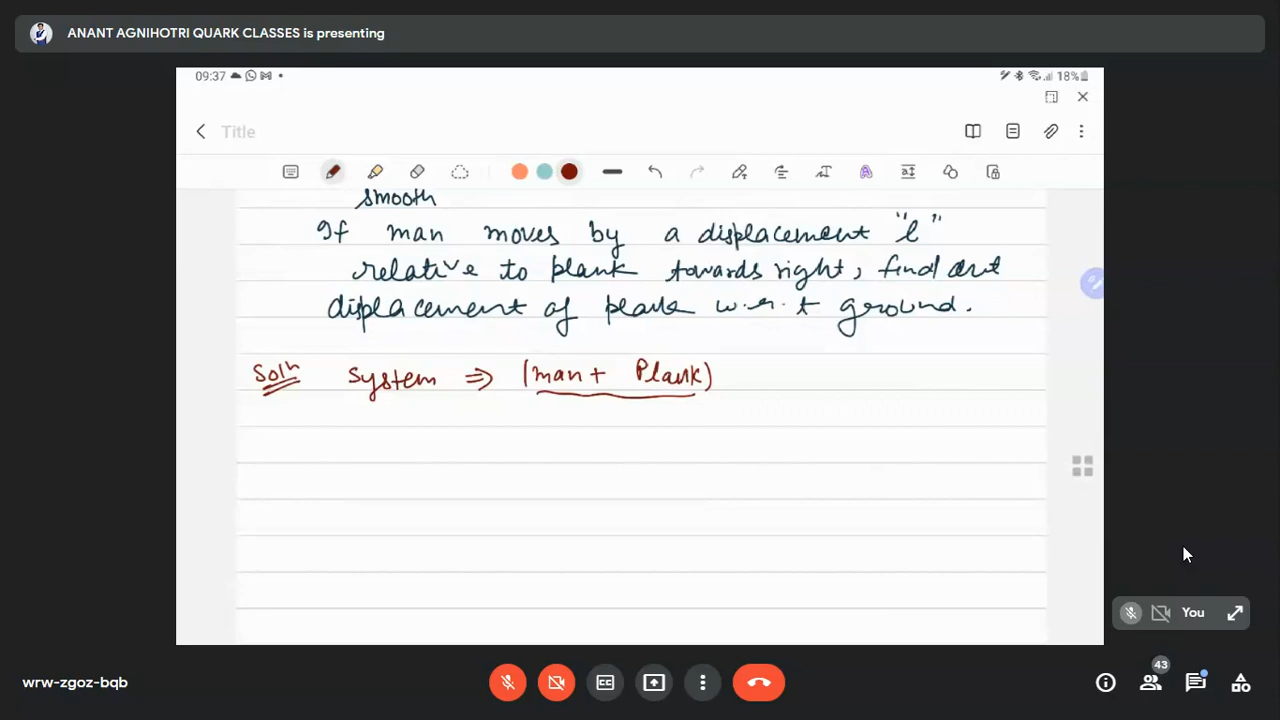 ANANT AGNIHOTRI QUARK CLASSES is presenting
09:37
18%
Title
smooth
If man moves by a displacement "l"
relative to plank towards right, find out
displacement of plank w.r.t ground.
Soln System ⇒ (man + Plank)
You
wrw-zgoz-bqb
CC
43